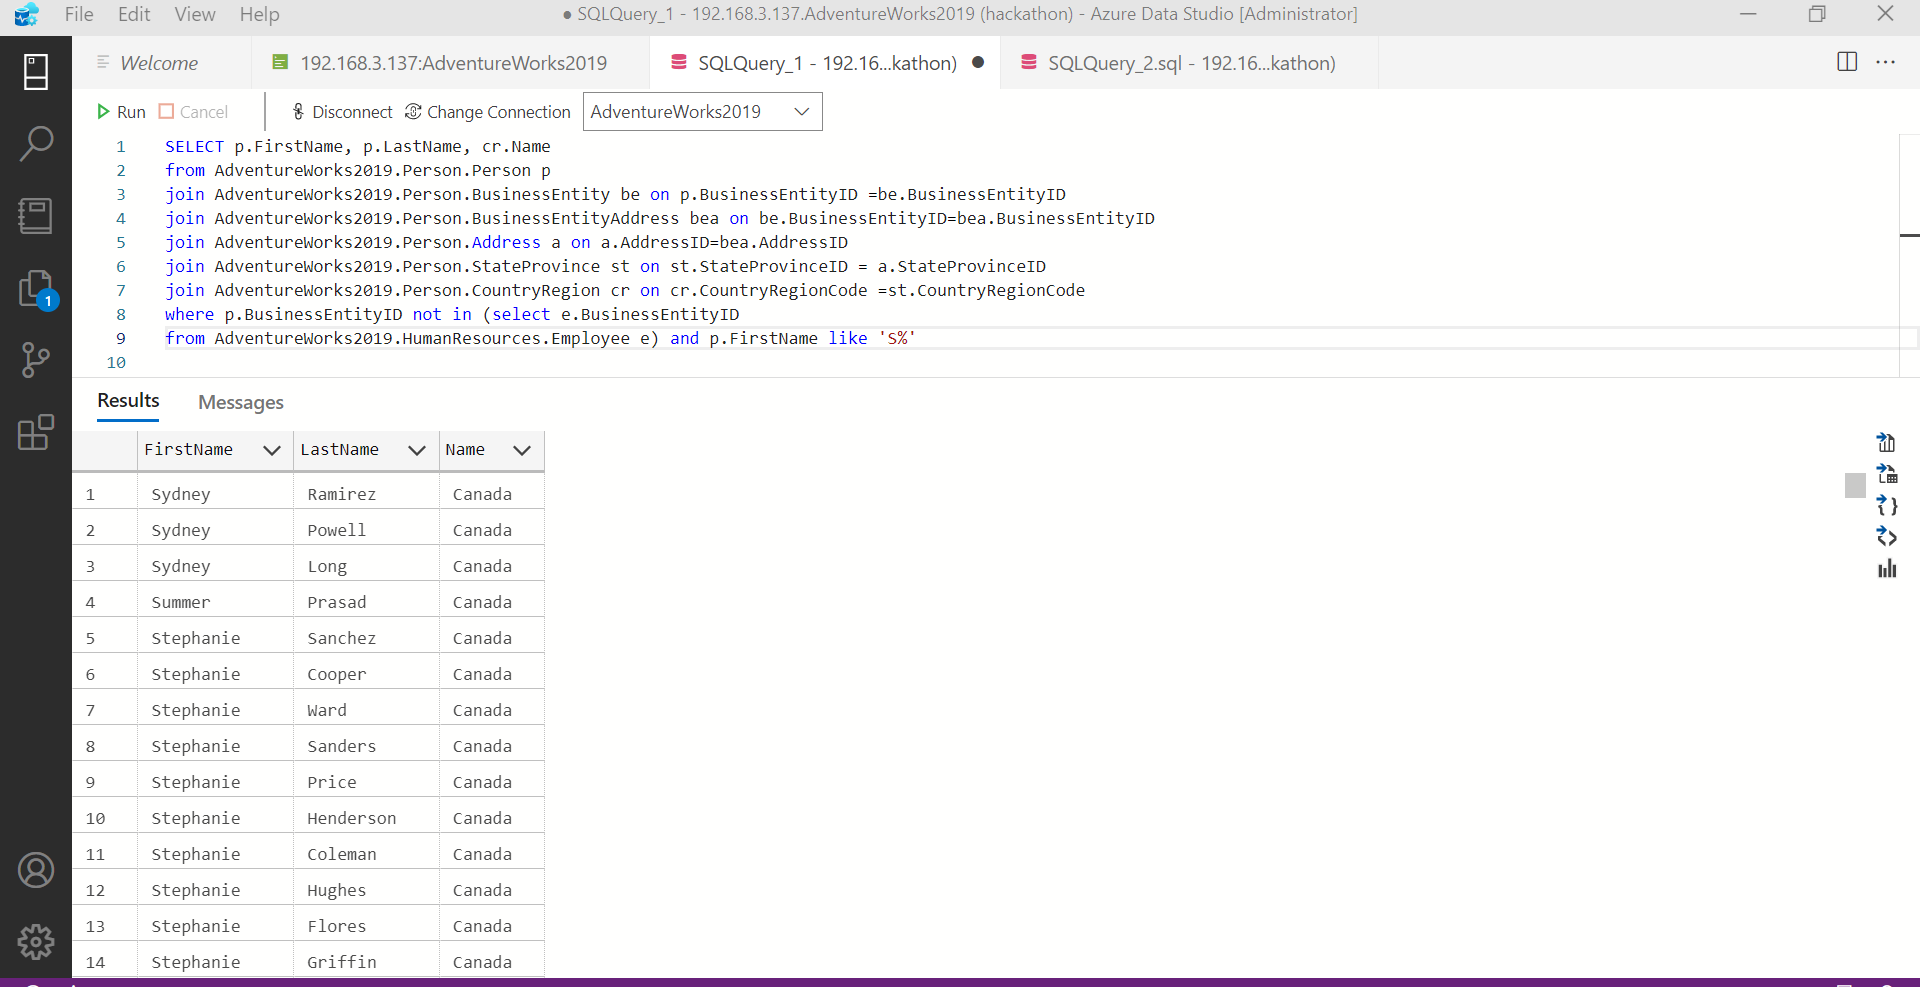 File Edit View Help ● SQLQuery_1 - 192.168.3.137.AdventureWorks2019 (hackathon) - Azure Data Studio [Administrator]
Welcome 192.168.3.137:AdventureWorks2019 SQLQuery_1 - 192.16...kathon) ● SQLQuery_2.sql - 192.16...kathon)
Run Cancel Disconnect Change Connection AdventureWorks2019
1 SELECT p.FirstName, p.LastName, cr.Name
2 from AdventureWorks2019.Person.Person p
3 join AdventureWorks2019.Person.BusinessEntity be on p.BusinessEntityID =be.BusinessEntityID
4 join AdventureWorks2019.Person.BusinessEntityAddress bea on be.BusinessEntityID=bea.BusinessEntityID
5 join AdventureWorks2019.Person.Address a on a.AddressID=bea.AddressID
6 join AdventureWorks2019.Person.StateProvince st on st.StateProvinceID = a.StateProvinceID
7 join AdventureWorks2019.Person.CountryRegion cr on cr.CountryRegionCode =st.CountryRegionCode
8 where p.BusinessEntityID not in (select e.BusinessEntityID
9 from AdventureWorks2019.HumanResources.Employee e) and p.FirstName like 'S%'
10
1
Results Messages
FirstName LastName Name
1 Sydney Ramirez Canada
2 Sydney Powell Canada
3 Sydney Long Canada
4 Summer Prasad Canada
5 Stephanie Sanchez Canada
6 Stephanie Cooper Canada
7 Stephanie Ward Canada
8 Stephanie Sanders Canada
9 Stephanie Price Canada
10 Stephanie Henderson Canada
11 Stephanie Coleman Canada
12 Stephanie Hughes Canada
13 Stephanie Flores Canada
14 Stephanie Griffin Canada